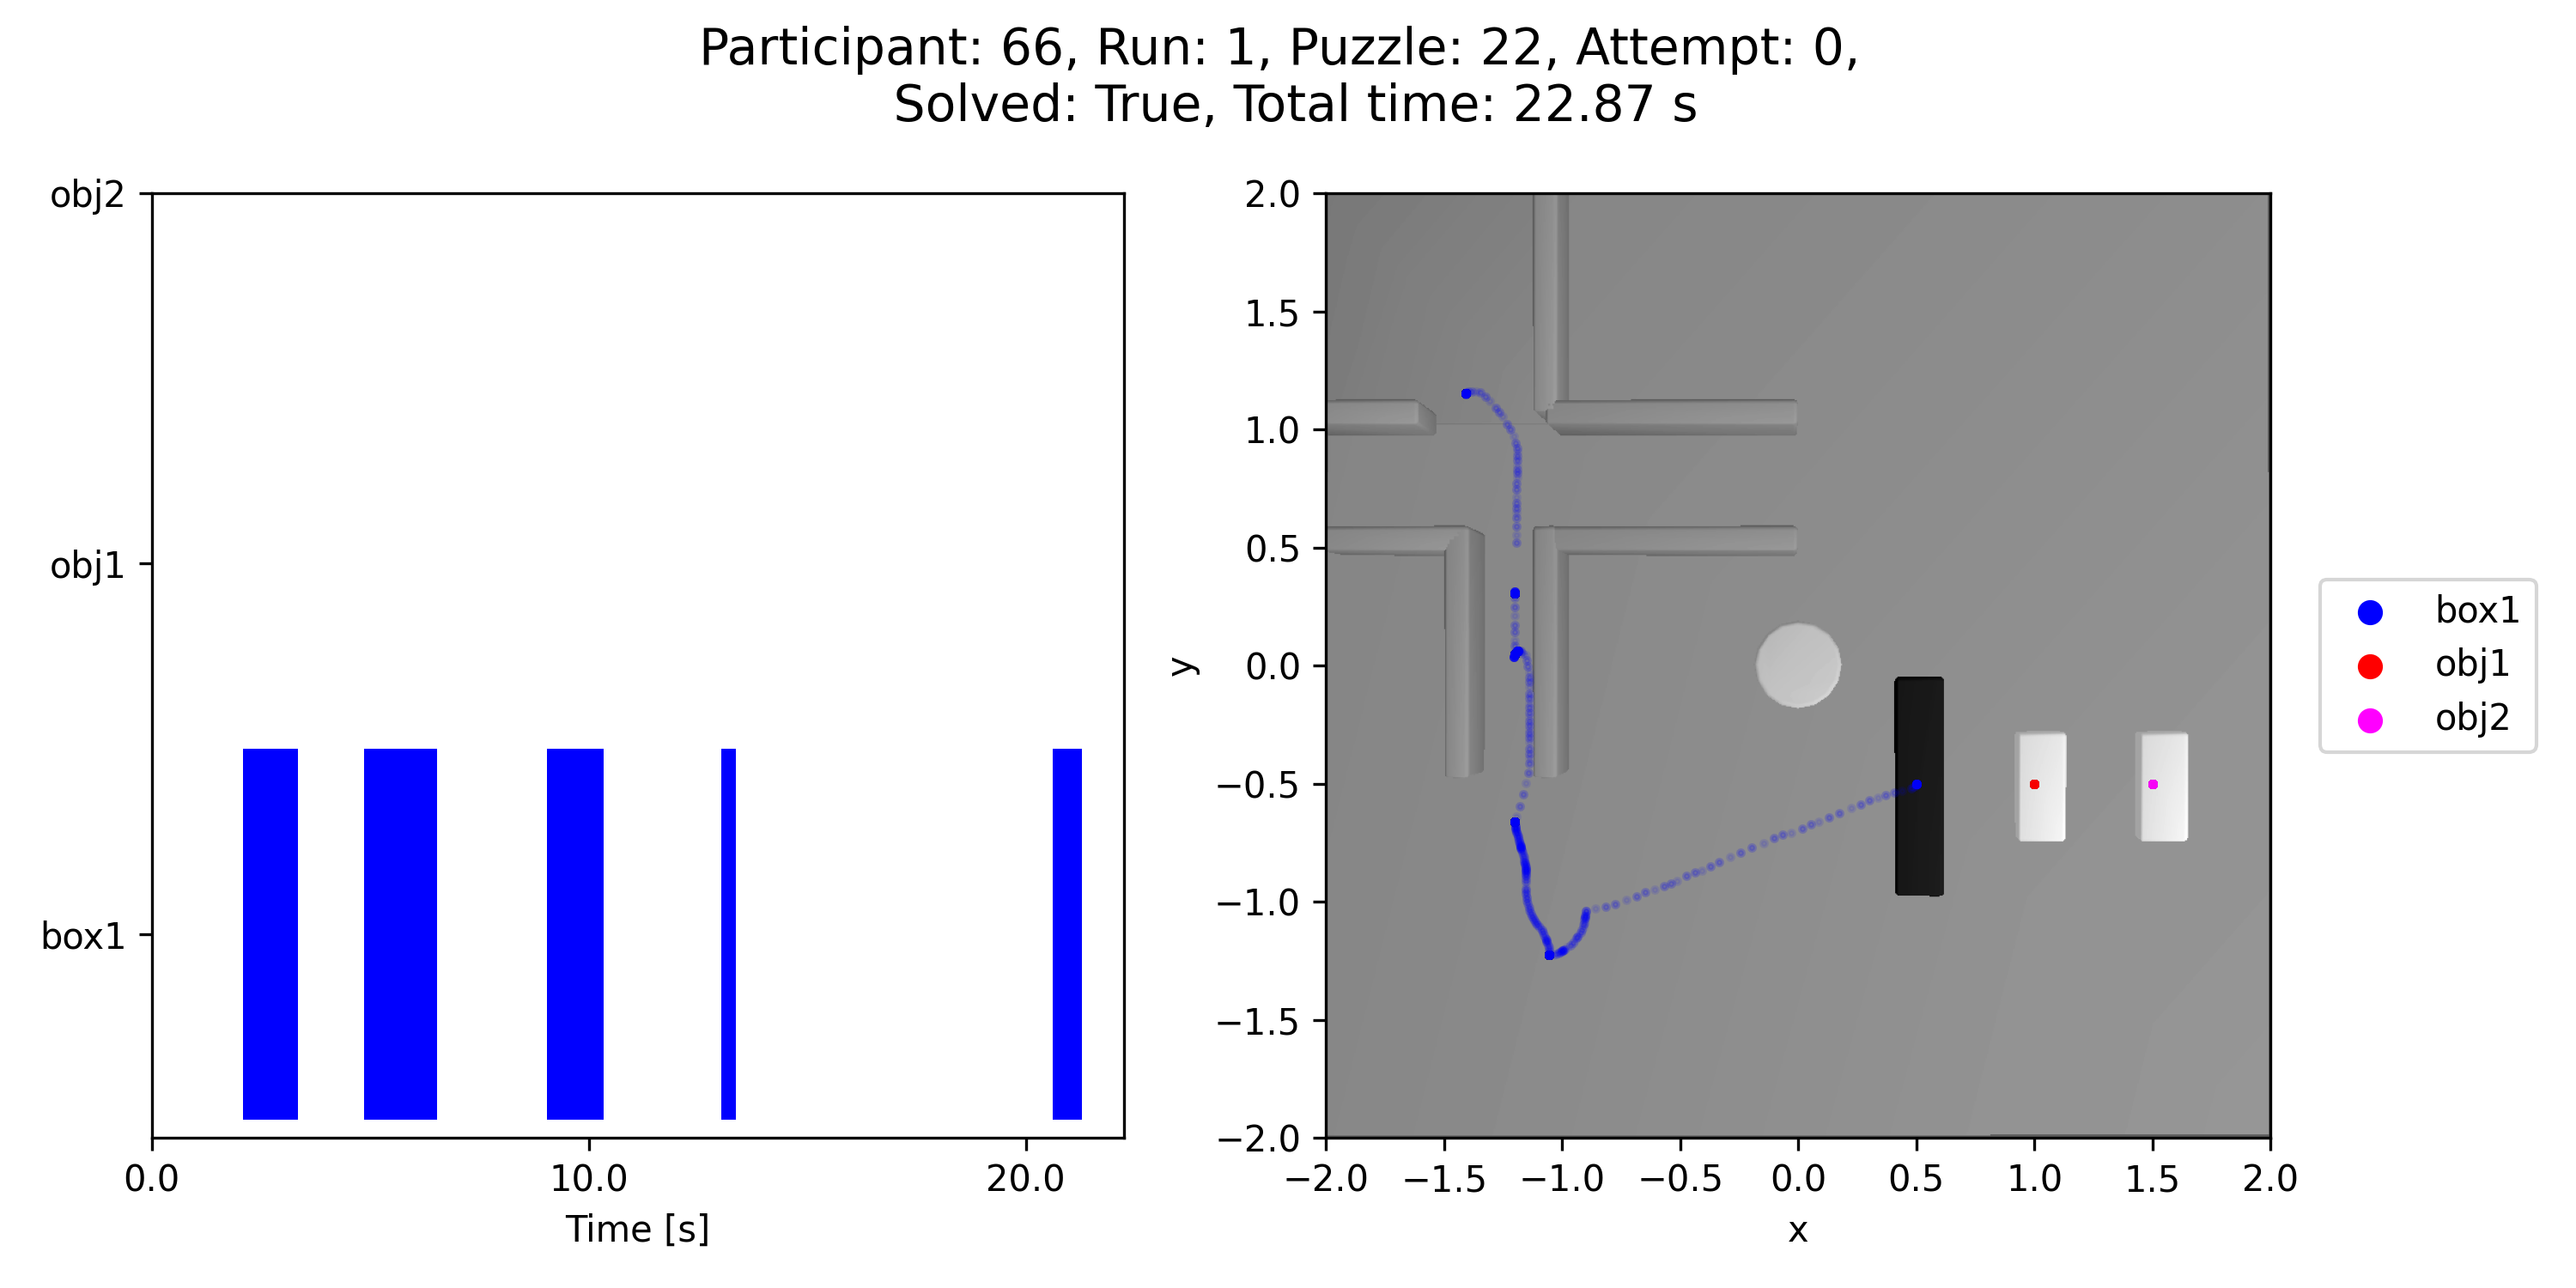 Participant: 66, Run: 1, Puzzle: 22, Attempt: 0,
Solved: True, Total time: 22.87 s
obj2
obj1
box1
0.0 10.0 20.0
Time [s]
2.0
1.5
1.0
0.5
0.0
−0.5
−1.0
−1.5
−2.0
y
−2.0 −1.5 −1.0 −0.5 0.0 0.5 1.0 1.5 2.0
x
box1
obj1
obj2